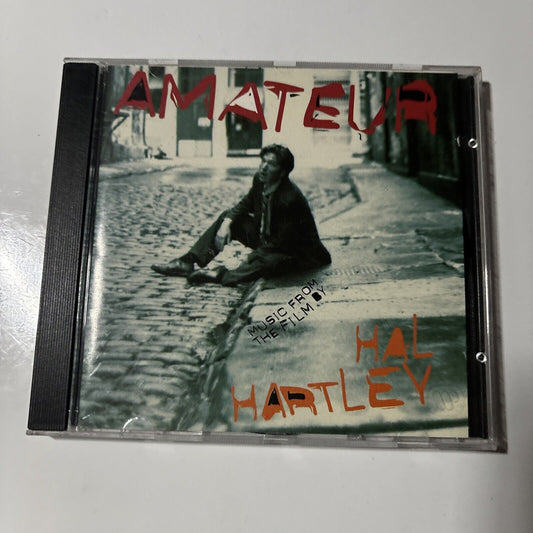 AMATEUR
MUSIC FROM
THE FILM BY
HAL
HARTLEY